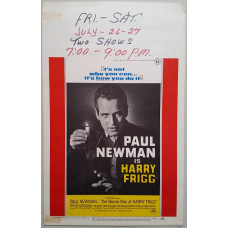 FRI.-SAT.
July-26-27
Two SHOWS
7:00 - 9:00 P.M.
it's not
who you con...
it's how you do it!
PAUL
NEWMAN
IS
HARRY
FRIGG
PAUL NEWMAN
"The Secret War of HARRY FRIGG"